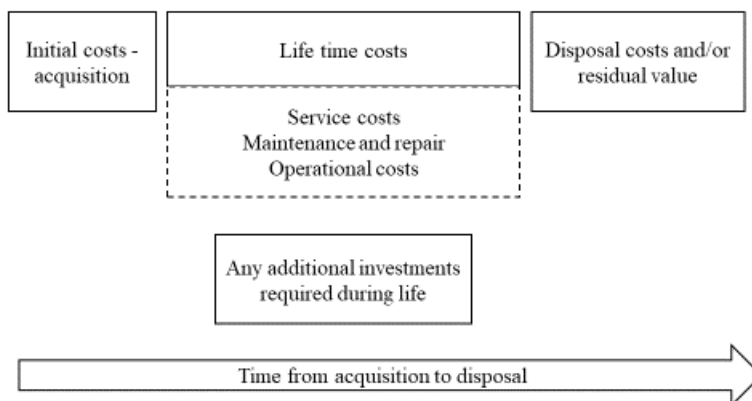 Initial costs -
acquisition
Life time costs
Disposal costs and/or
residual value
Service costs
Maintenance and repair
Operational costs
Any additional investments
required during life
Time from acquisition to disposal